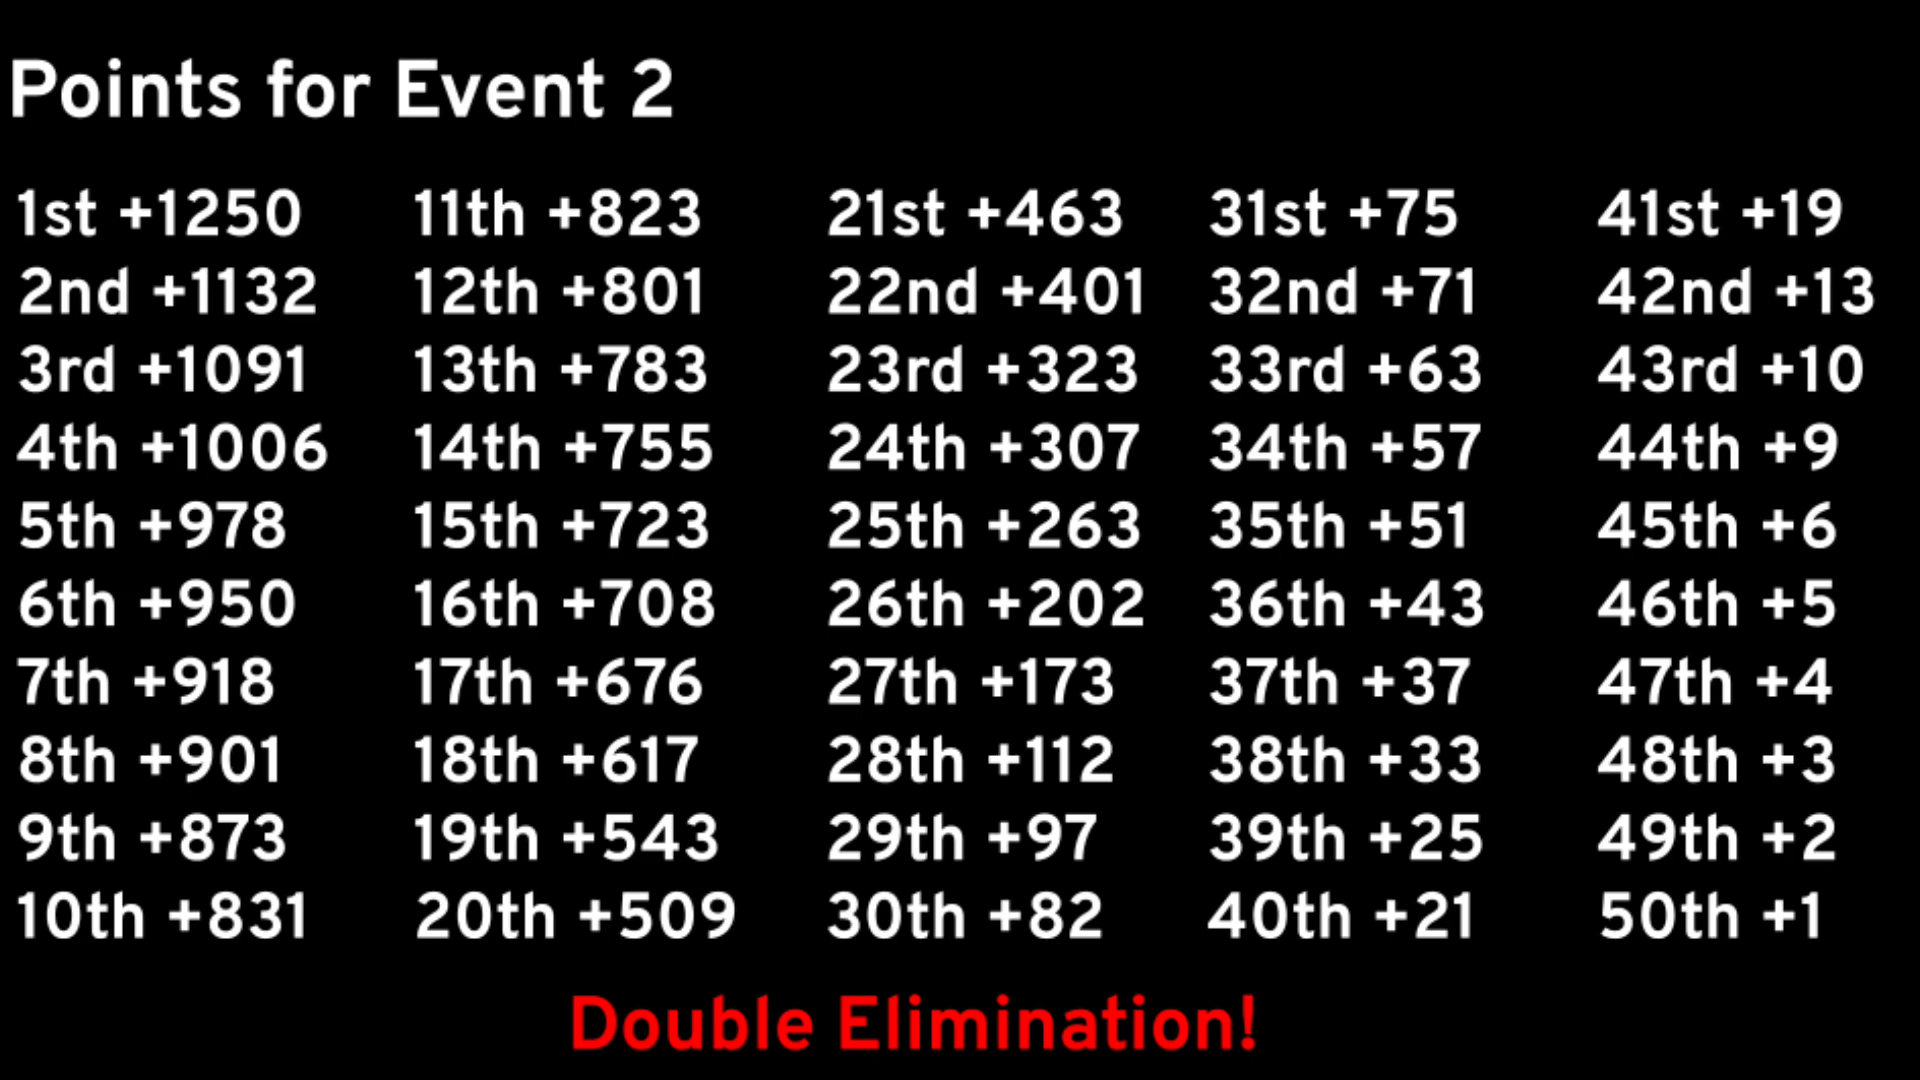 Points for Event 2
1st +1250
2nd +1132
3rd +1091
4th +1006
5th +978
6th +950
7th +918
8th +901
9th +873
10th +831
11th +823
12th +801
13th +783
14th +755
15th +723
16th +708
17th +676
18th +617
19th +543
20th +509
21st +463
22nd +401
23rd +323
24th +307
25th +263
26th +202
27th +173
28th +112
29th +97
30th +82
31st +75
32nd +71
33rd +63
34th +57
35th +51
36th +43
37th +37
38th +33
39th +25
40th +21
41st +19
42nd +13
43rd +10
44th +9
45th +6
46th +5
47th +4
48th +3
49th +2
50th +1
Double Elimination!